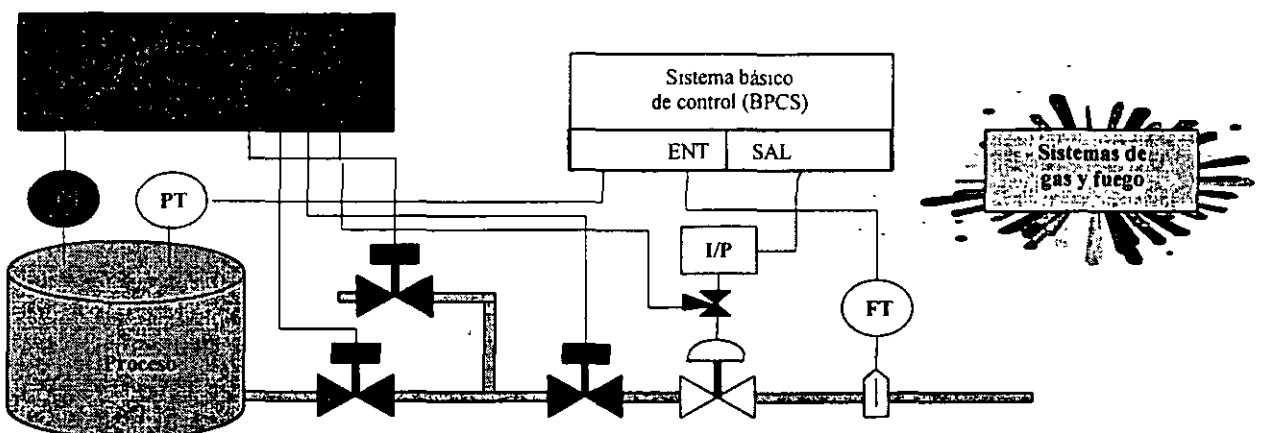 Sistema básico
de control (BPCS)
ENT SAL
Sistemas de
gas y fuego
PT
I/P
FT
Proceso